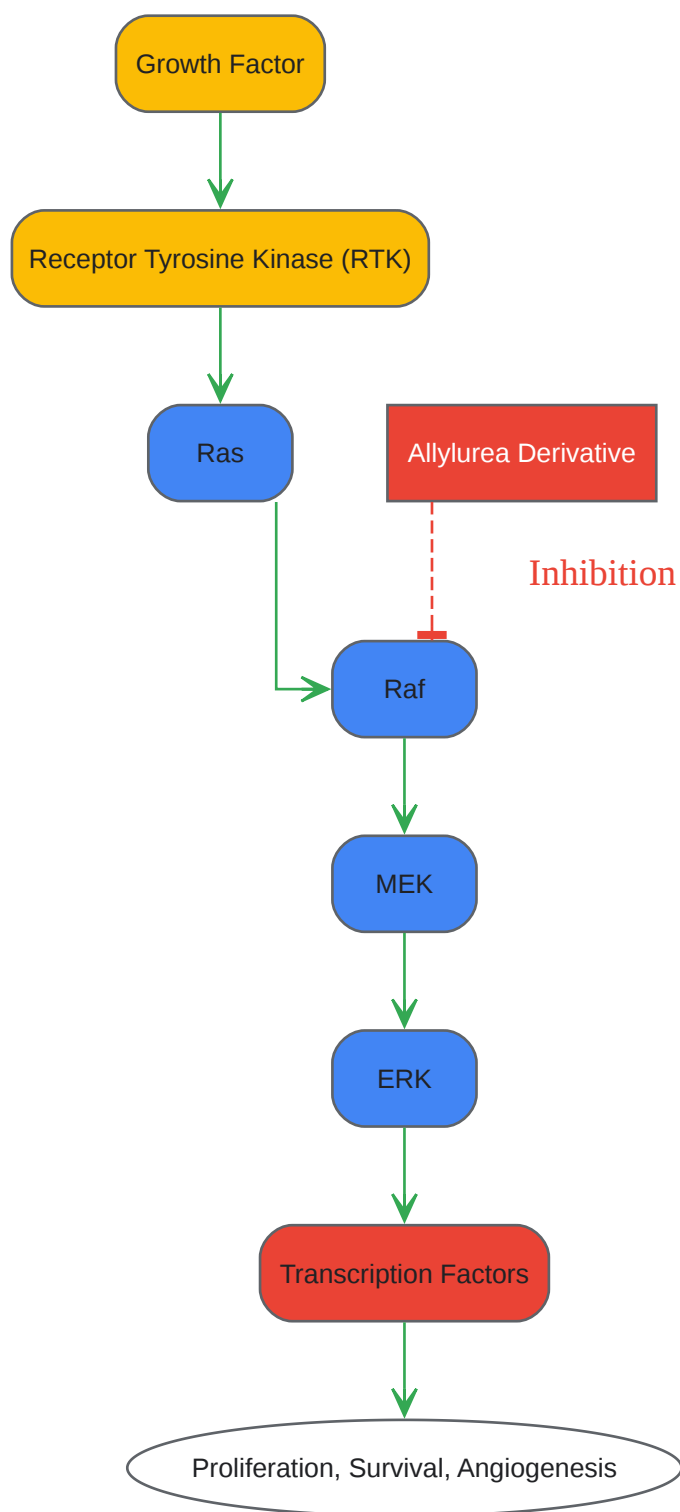 Growth Factor
Receptor Tyrosine Kinase (RTK)
Ras
Allylurea Derivative
Inhibition
Raf
MEK
ERK
Transcription Factors
Proliferation, Survival, Angiogenesis